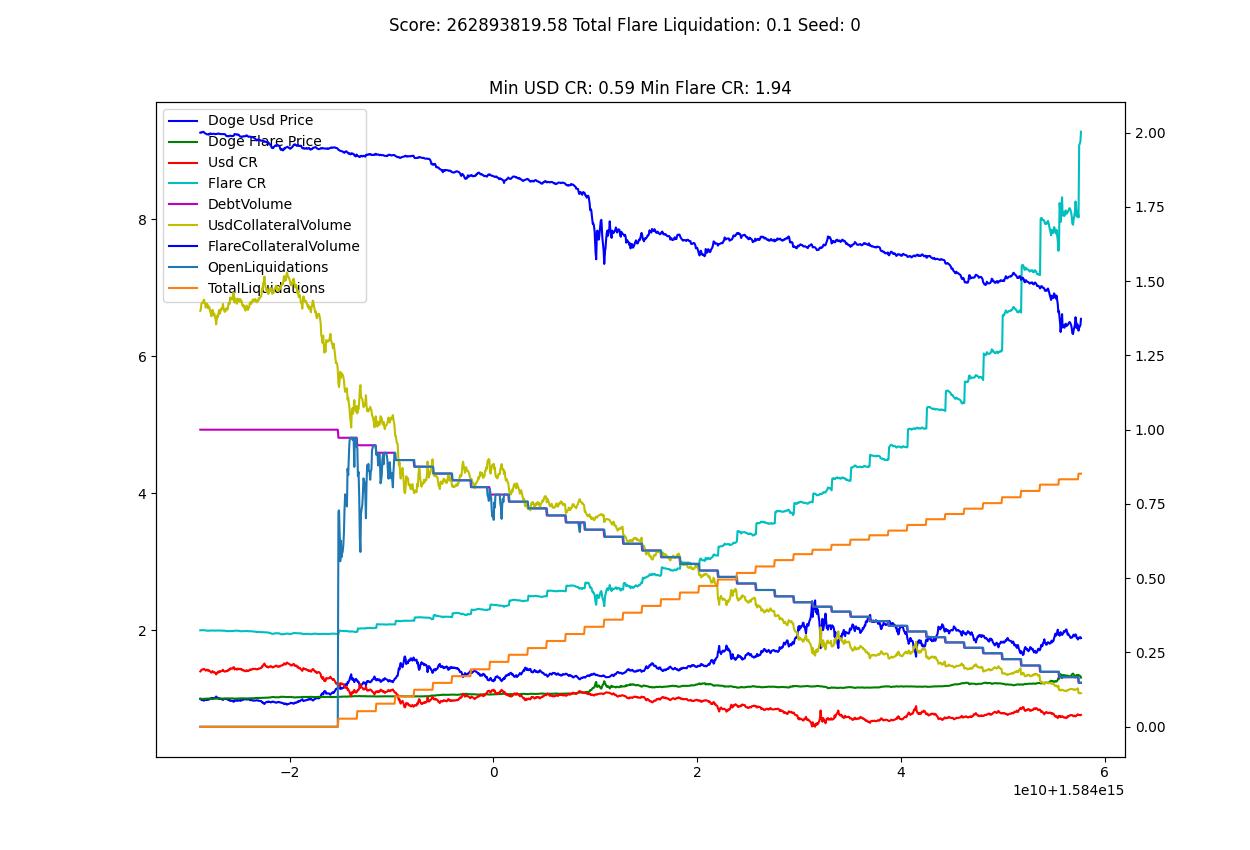 Score: 262893819.58 Total Flare Liquidation: 0.1 Seed: 0
Min USD CR: 0.59 Min Flare CR: 1.94
Doge Usd Price
Doge Flare Price
Usd CR
Flare CR
DebtVolume
UsdCollateralVolume
FlareCollateralVolume
OpenLiquidations
TotalLiquidations
8
6
4
2
2.00
1.75
1.50
1.25
1.00
0.75
0.50
0.25
0.00
−2
0
2
4
6
1e10+1.584e15